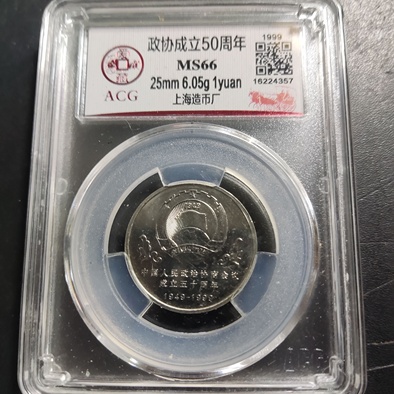 政协成立50周年
1999
MS66
ACG
25mm 6.05g 1yuan
16224357
上海造币厂
1949
中国人民政治协商会议
成立五十周年
1949-1999